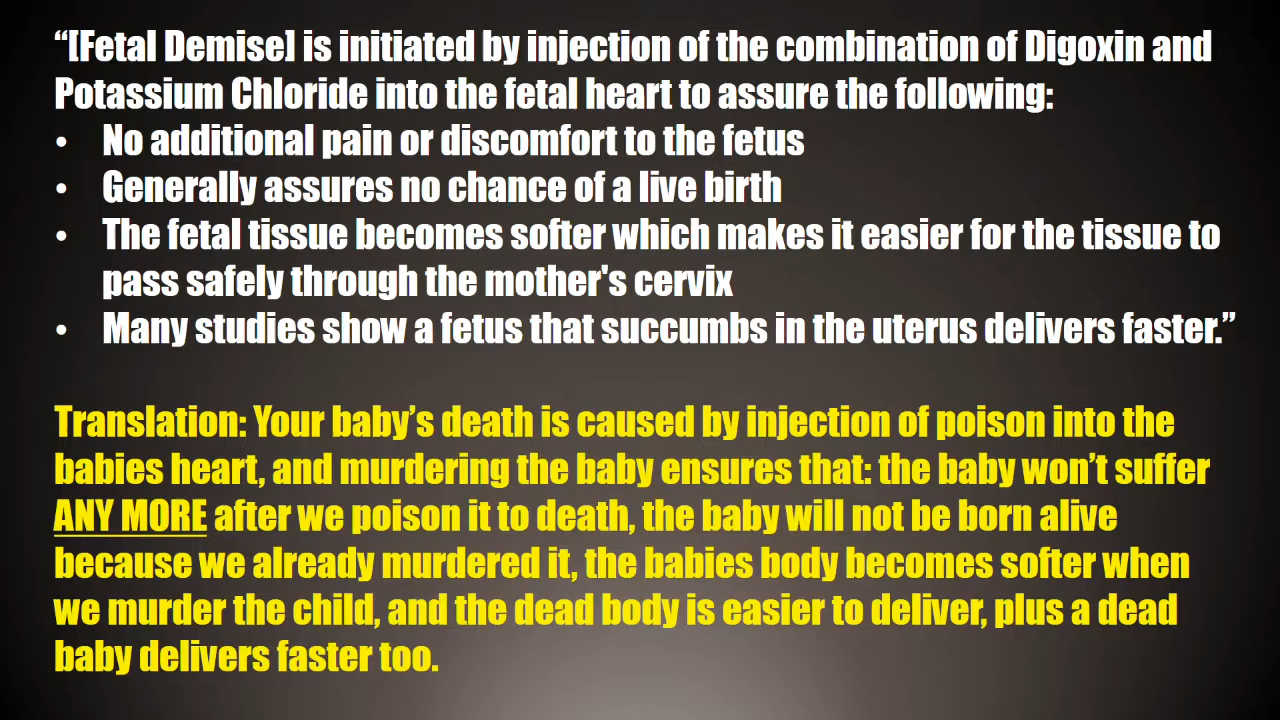 “[Fetal Demise] is initiated by injection of the combination of Digoxin and
Potassium Chloride into the fetal heart to assure the following:
• No additional pain or discomfort to the fetus
• Generally assures no chance of a live birth
• The fetal tissue becomes softer which makes it easier for the tissue to
pass safely through the mother's cervix
• Many studies show a fetus that succumbs in the uterus delivers faster.”
Translation: Your baby’s death is caused by injection of poison into the
babies heart, and murdering the baby ensures that: the baby won’t suffer
ANY MORE after we poison it to death, the baby will not be born alive
because we already murdered it, the babies body becomes softer when
we murder the child, and the dead body is easier to deliver, plus a dead
baby delivers faster too.